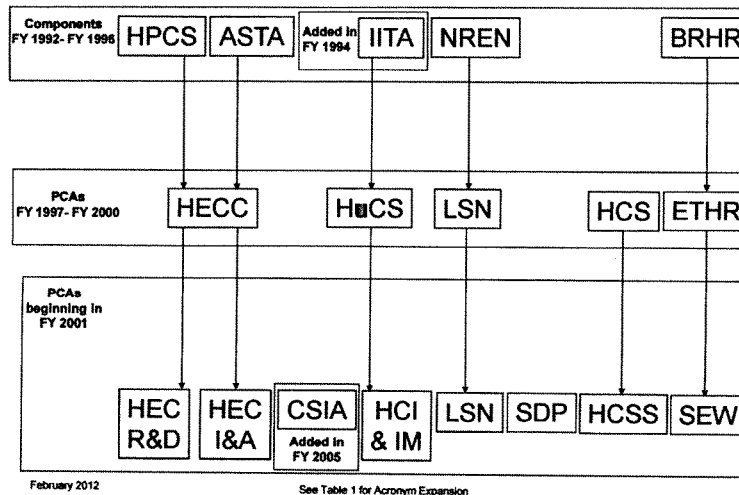 Components
FY 1992- FY 1996
HPCS
ASTA
Added in
FY 1994
IITA
NREN
BRHR
PCAs
FY 1997- FY 2000
HECC
LSN
HCS
ETHR
PCAs
beginning in
FY 2001
HEC
R&D
HEC
I&A
CSIA
Added in
FY 2005
HCI
& IM
LSN
SDP
HCSS
SEW
February 2012
See Table 1 for Acronym Expansion